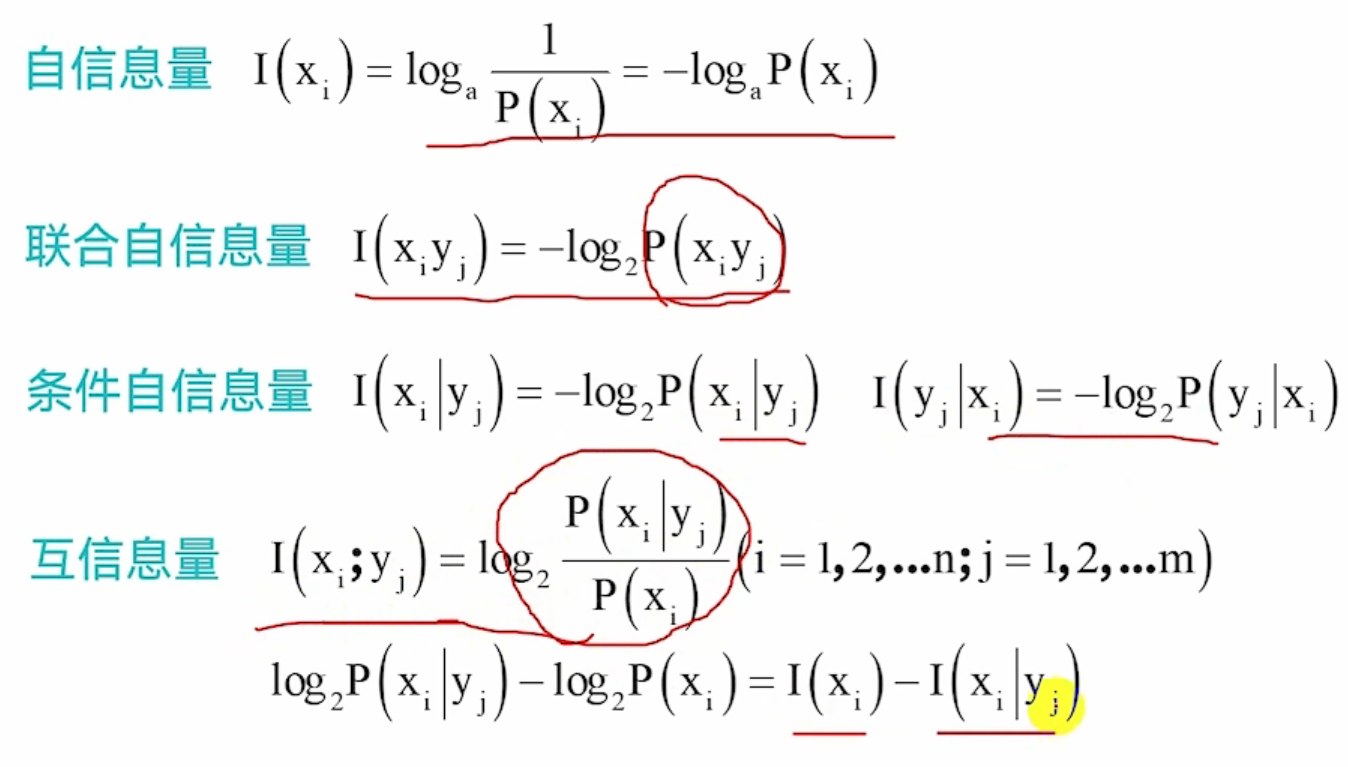 自信息量 I(xᵢ) = logₐ 1/P(xᵢ) = −logₐP(xᵢ)
联合自信息量 I(xᵢyⱼ) = −log₂P(xᵢyⱼ)
条件自信息量 I(xᵢ|yⱼ) = −log₂P(xᵢ|yⱼ) I(yⱼ|xᵢ) = −log₂P(yⱼ|xᵢ)
互信息量 I(xᵢ;yⱼ) = log₂ P(xᵢ|yⱼ)/P(xᵢ) (i = 1,2,...n; j = 1,2,...m)
log₂P(xᵢ|yⱼ) − log₂P(xᵢ) = I(xᵢ) − I(xᵢ|yⱼ)